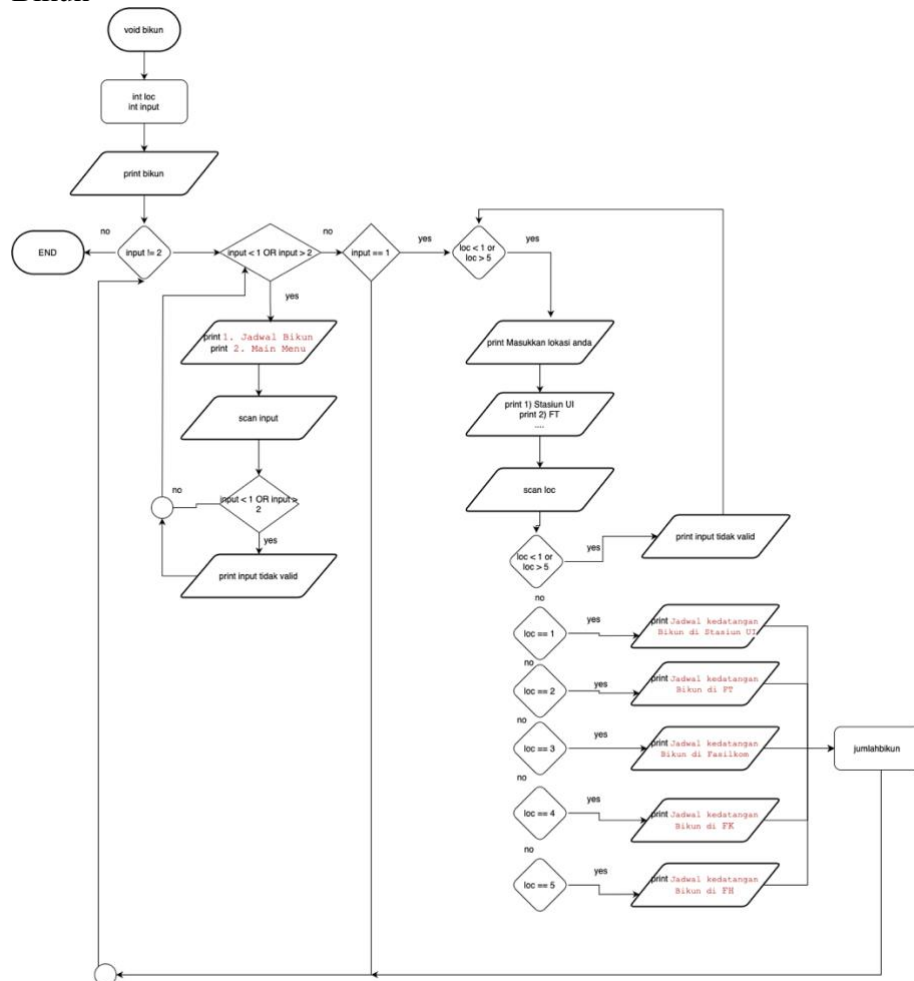 Bikun
void bikun
int loc
int input
print bikun
no
END
input != 2
input < 1 OR input > 2
no
input == 1
yes
loc < 1 or
loc > 5
yes
yes
print 1. Jadwal Bikun
print 2. Main Menu
scan input
no
input < 1 OR input >
2
yes
print input tidak valid
print Masukkan lokasi anda
print 1) Stasiun UI
print 2) FT
....
scan loc
loc < 1 or
loc > 5
yes
print input tidak valid
no
loc == 1
yes
print Jadwal kedatangan
Bikun di Stasiun UI
no
loc == 2
yes
print Jadwal kedatangan
Bikun di FT
no
loc == 3
yes
print Jadwal kedatangan
Bikun di Fasilkom
no
loc == 4
yes
print Jadwal kedatangan
Bikun di FK
no
loc == 5
yes
print Jadwal kedatangan
Bikun di FH
jumlahbikun